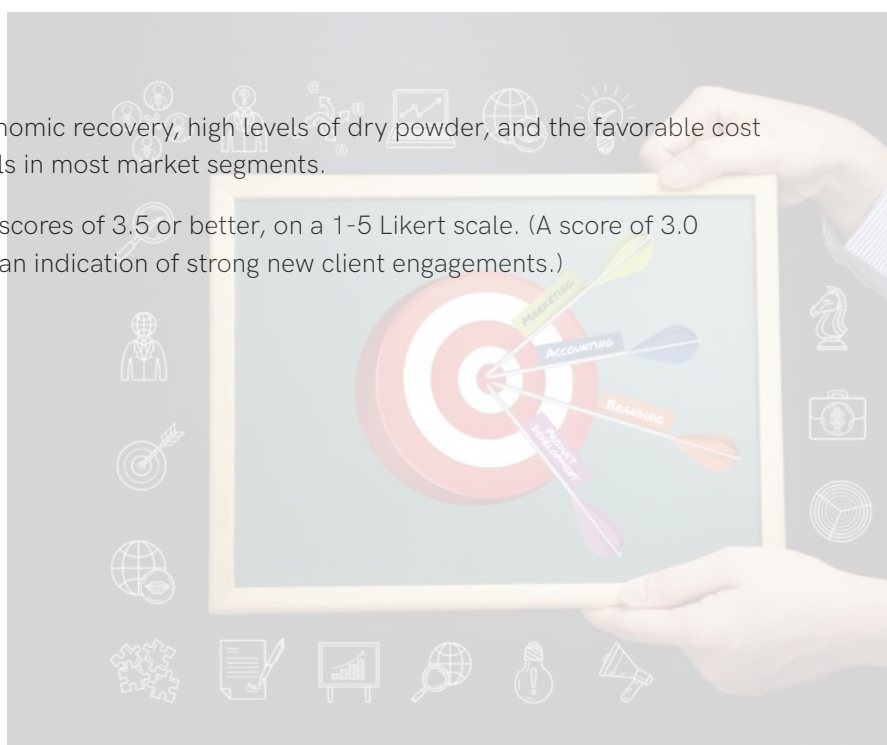 nomic recovery, high levels of dry powder, and the favorable cost
ls in most market segments.
scores of 3.5 or better, on a 1-5 Likert scale. (A score of 3.0
an indication of strong new client engagements.)
MARKETING
ACCOUNTING
BRANDING
PRODUCT
DEVELOPMENT